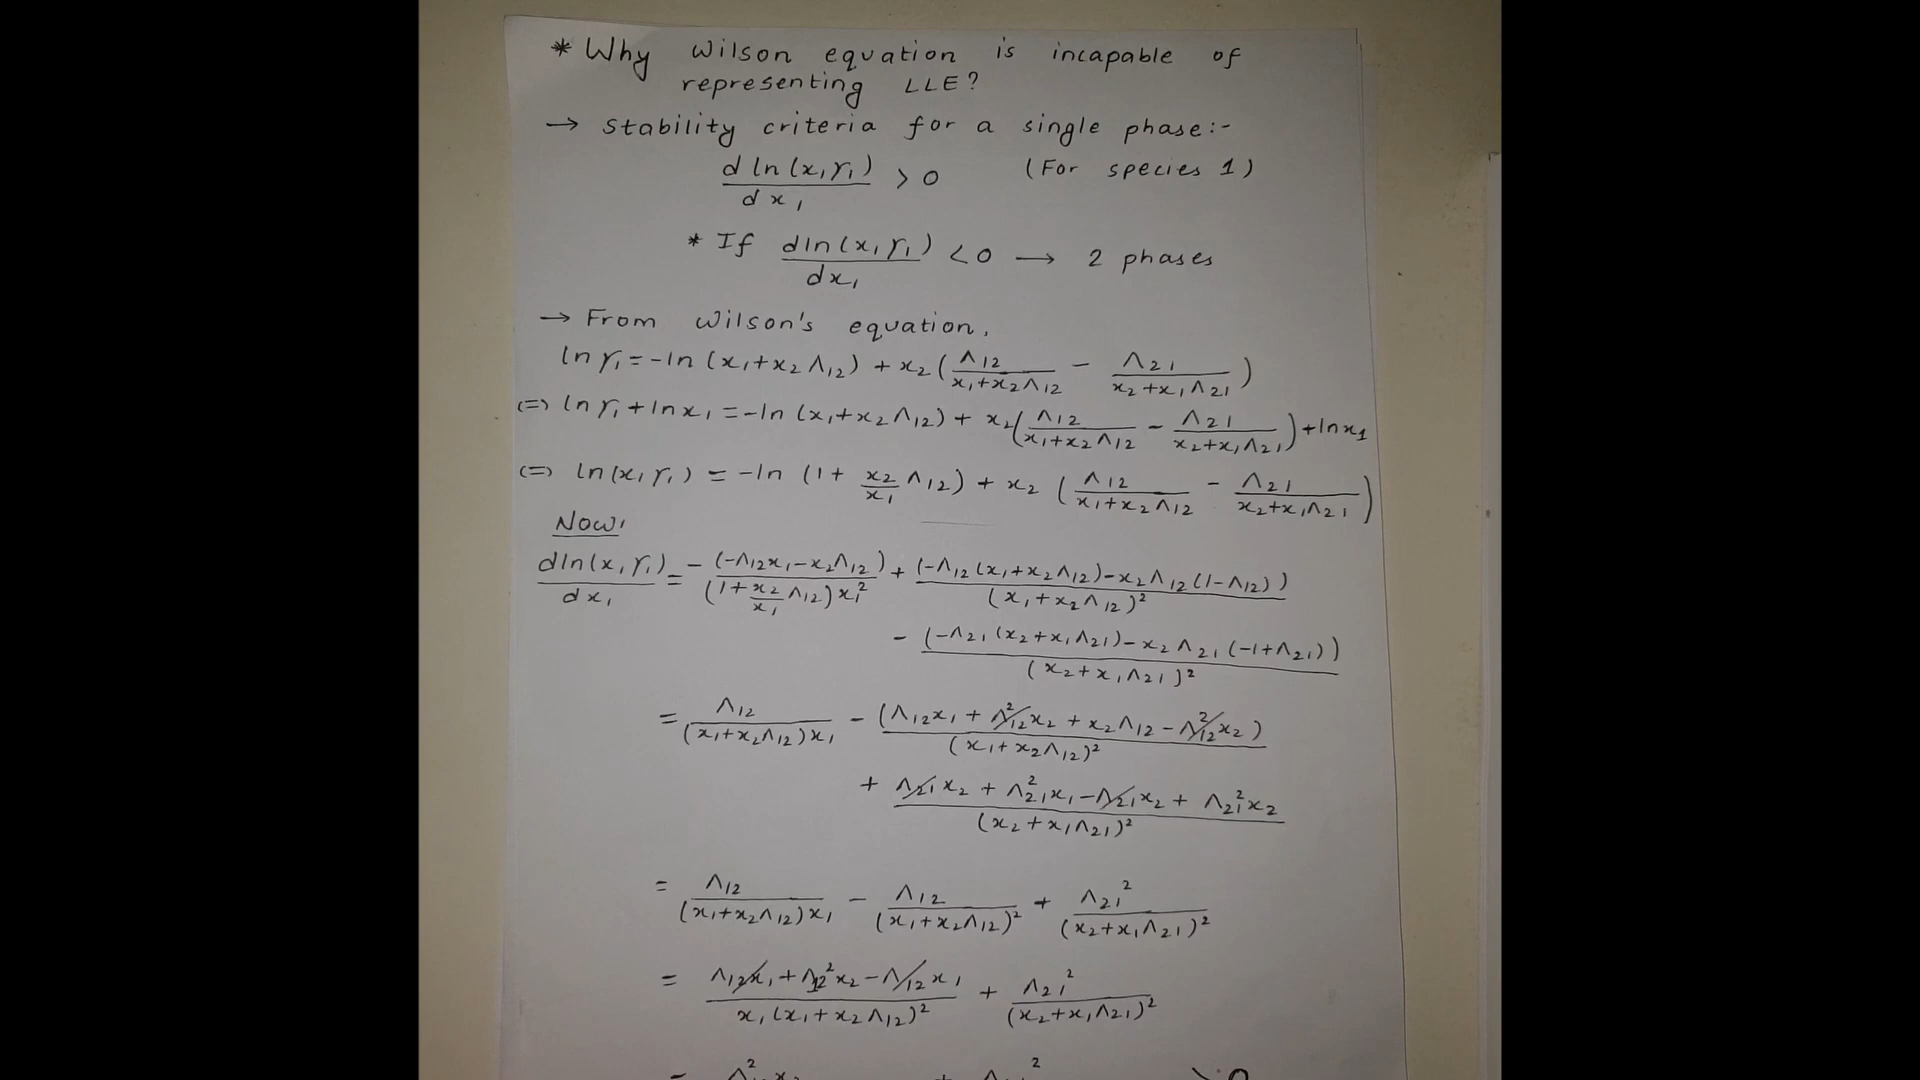 * Why Wilson equation is incapable of
representing LLE?
→ Stability criteria for a single phase:-
d ln(x₁γ₁)/dx₁ > 0 (For species 1)
* If dln(x₁γ₁)/dx₁ < 0 → 2 phases
→ From Wilson's equation,
ln γ₁ = -ln(x₁+x₂Λ₁₂) + x₂(Λ₁₂/(x₁+x₂Λ₁₂) - Λ₂₁/(x₂+x₁Λ₂₁))
(=) ln γ₁ + ln x₁ = -ln(x₁+x₂Λ₁₂) + x₂(Λ₁₂/(x₁+x₂Λ₁₂) - Λ₂₁/(x₂+x₁Λ₂₁)) + ln x₁
(=) ln(x₁γ₁) = -ln(1 + x₂/x₁ Λ₁₂) + x₂(Λ₁₂/(x₁+x₂Λ₁₂) - Λ₂₁/(x₂+x₁Λ₂₁))
Now,
dln(x₁γ₁)/dx₁ = -(-Λ₁₂x₁-x₂Λ₁₂)/((1+x₂/x₁ Λ₁₂)x₁²) + (-Λ₁₂(x₁+x₂Λ₁₂)-x₂Λ₁₂(1-Λ₁₂))/(x₁+x₂Λ₁₂)²
- (-Λ₂₁(x₂+x₁Λ₂₁)-x₂Λ₂₁(-1+Λ₂₁))/(x₂+x₁Λ₂₁)²
= Λ₁₂/((x₁+x₂Λ₁₂)x₁) - (Λ₁₂x₁ + Λ₁₂²x₂ + x₂Λ₁₂ - Λ₁₂²x₂)/(x₁+x₂Λ₁₂)²
+ (Λ₂₁x₂ + Λ₂₁²x₁ - Λ₂₁x₂ + Λ₂₁²x₂)/(x₂+x₁Λ₂₁)²
= Λ₁₂/((x₁+x₂Λ₁₂)x₁) - Λ₁₂/(x₁+x₂Λ₁₂)² + Λ₂₁²/(x₂+x₁Λ₂₁)²
= (Λ₁₂x₁ + Λ₁₂²x₂ - Λ₁₂x₁)/(x₁(x₁+x₂Λ₁₂)²) + Λ₂₁²/(x₂+x₁Λ₂₁)²